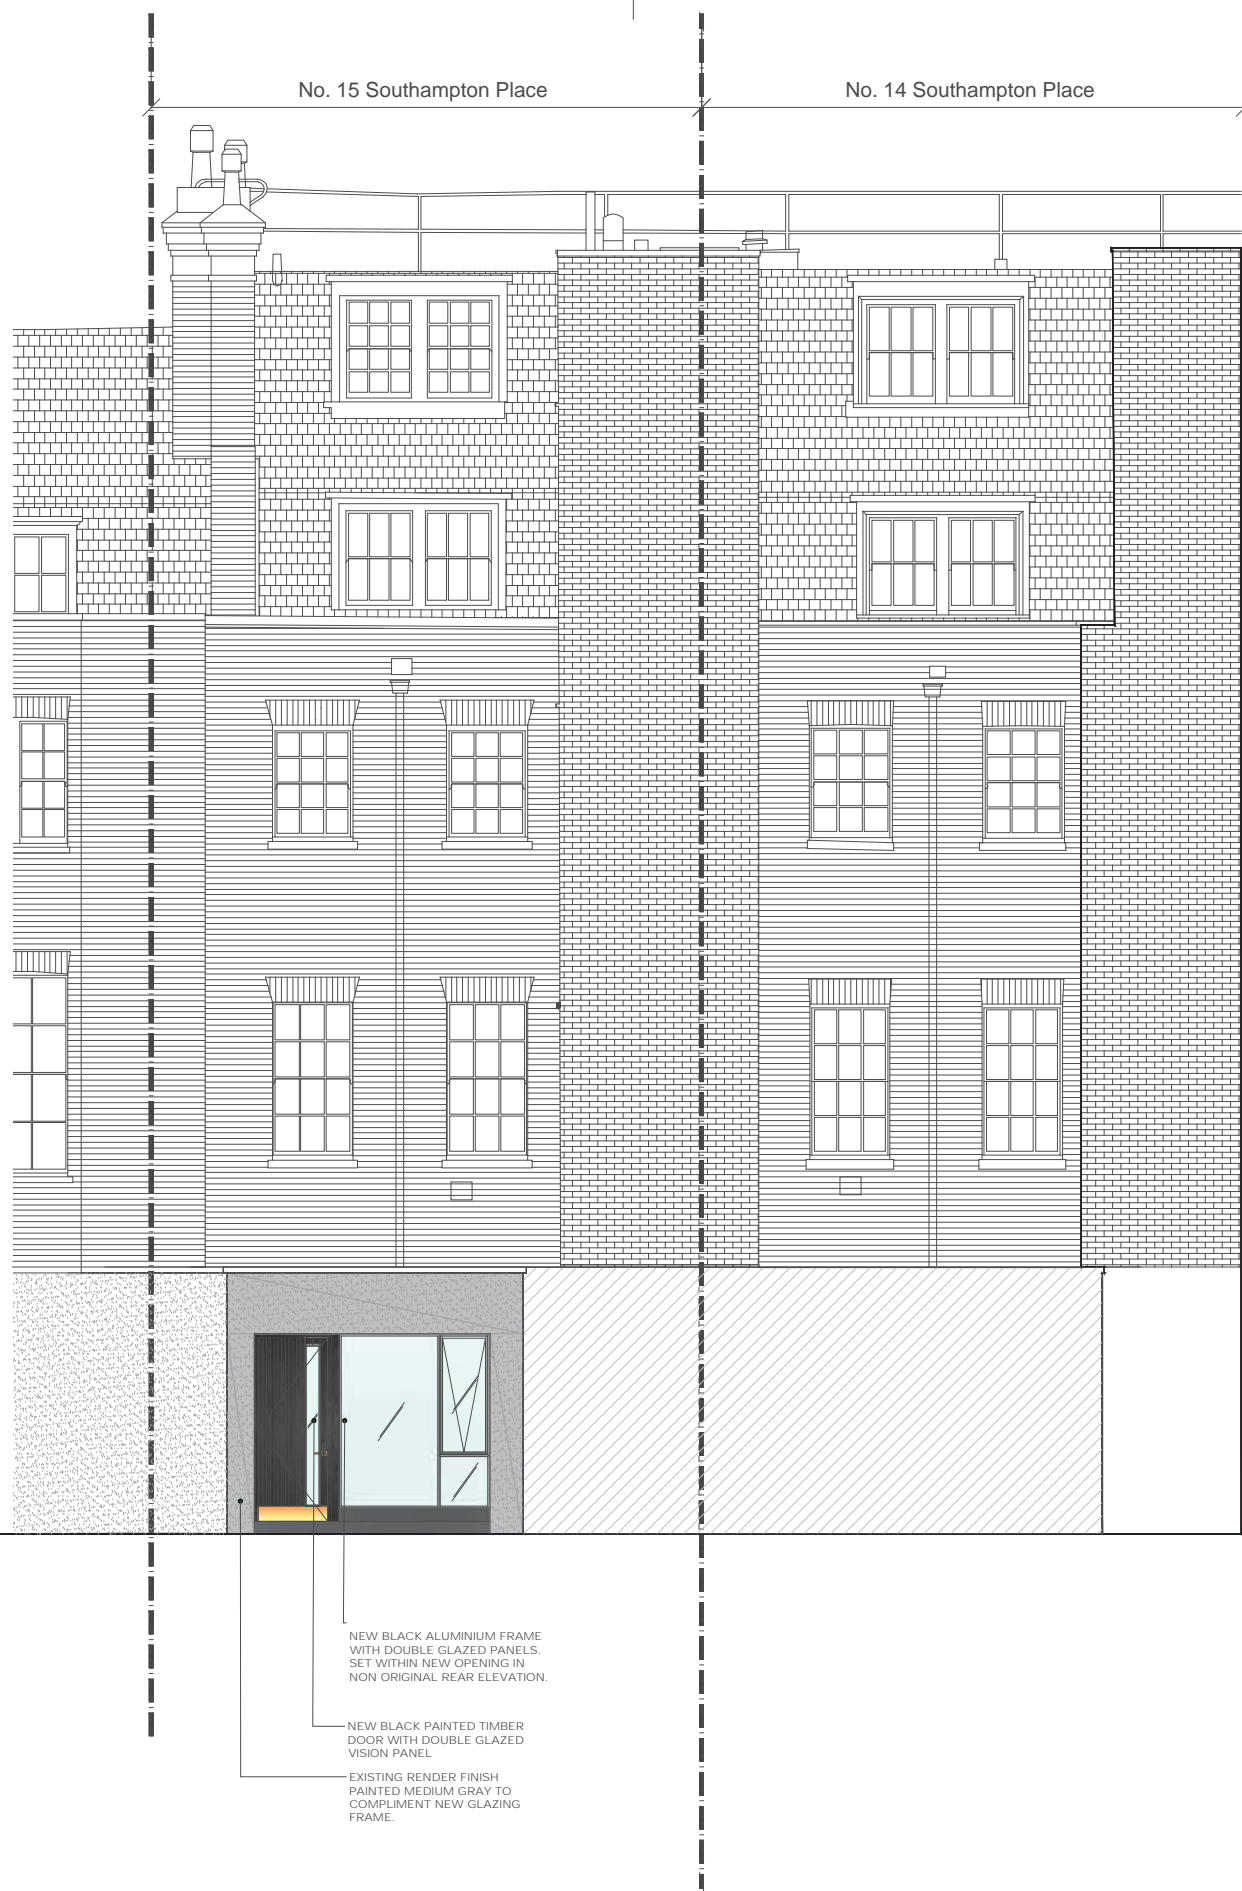 No. 15 Southampton Place
No. 14 Southampton Place
NEW BLACK ALUMINIUM FRAME
WITH DOUBLE GLAZED PANELS.
SET WITHIN NEW OPENING IN
NON ORIGINAL REAR ELEVATION.
NEW BLACK PAINTED TIMBER
DOOR WITH DOUBLE GLAZED
VISION PANEL
EXISTING RENDER FINISH
PAINTED MEDIUM GRAY TO
COMPLIMENT NEW GLAZING
FRAME.